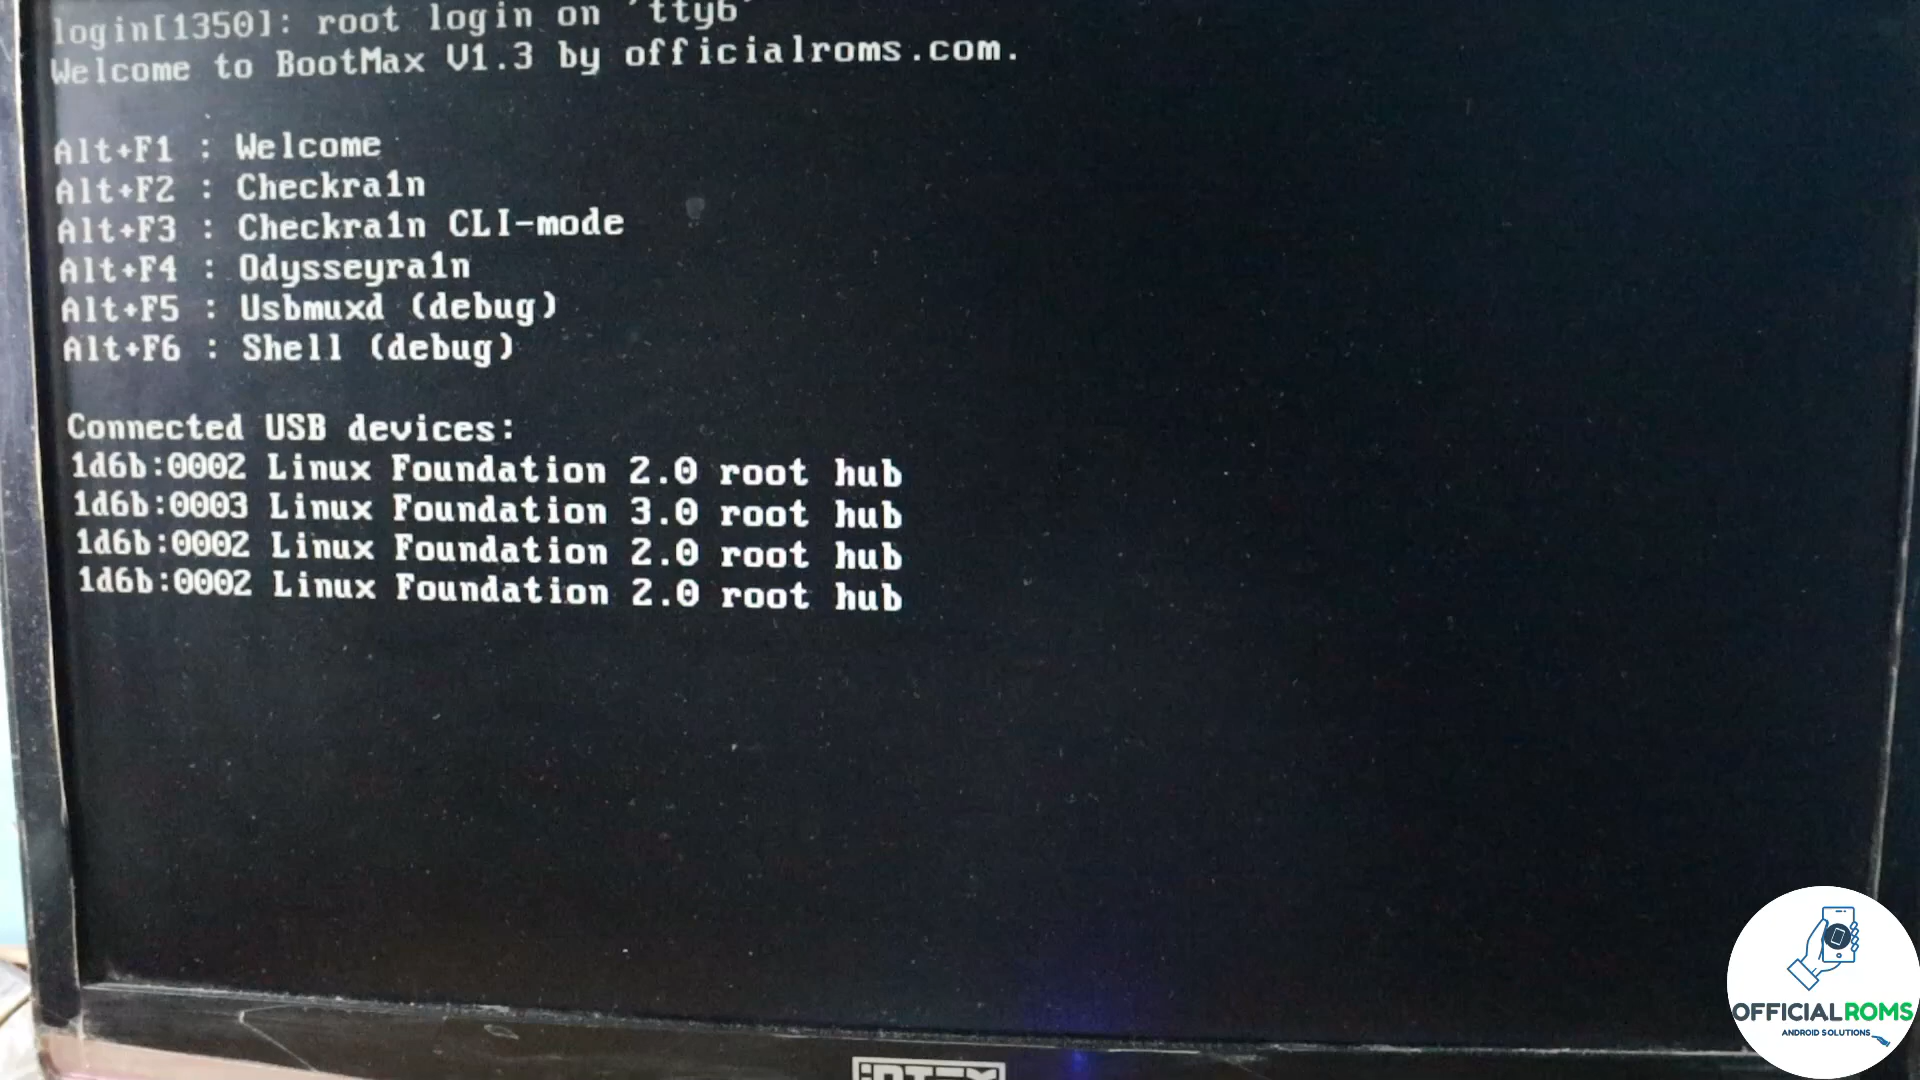 login[1350]: root login on 'tty6'
Welcome to BootMax V1.3 by officialroms.com.
Alt+F1 : Welcome
Alt+F2 : Checkra1n
Alt+F3 : Checkra1n CLI-mode
Alt+F4 : Odysseyra1n
Alt+F5 : Usbmuxd (debug)
Alt+F6 : Shell (debug)
Connected USB devices:
1d6b:0002 Linux Foundation 2.0 root hub
1d6b:0003 Linux Foundation 3.0 root hub
1d6b:0002 Linux Foundation 2.0 root hub
1d6b:0002 Linux Foundation 2.0 root hub
OFFICIALROMS
ANDROID SOLUTIONS